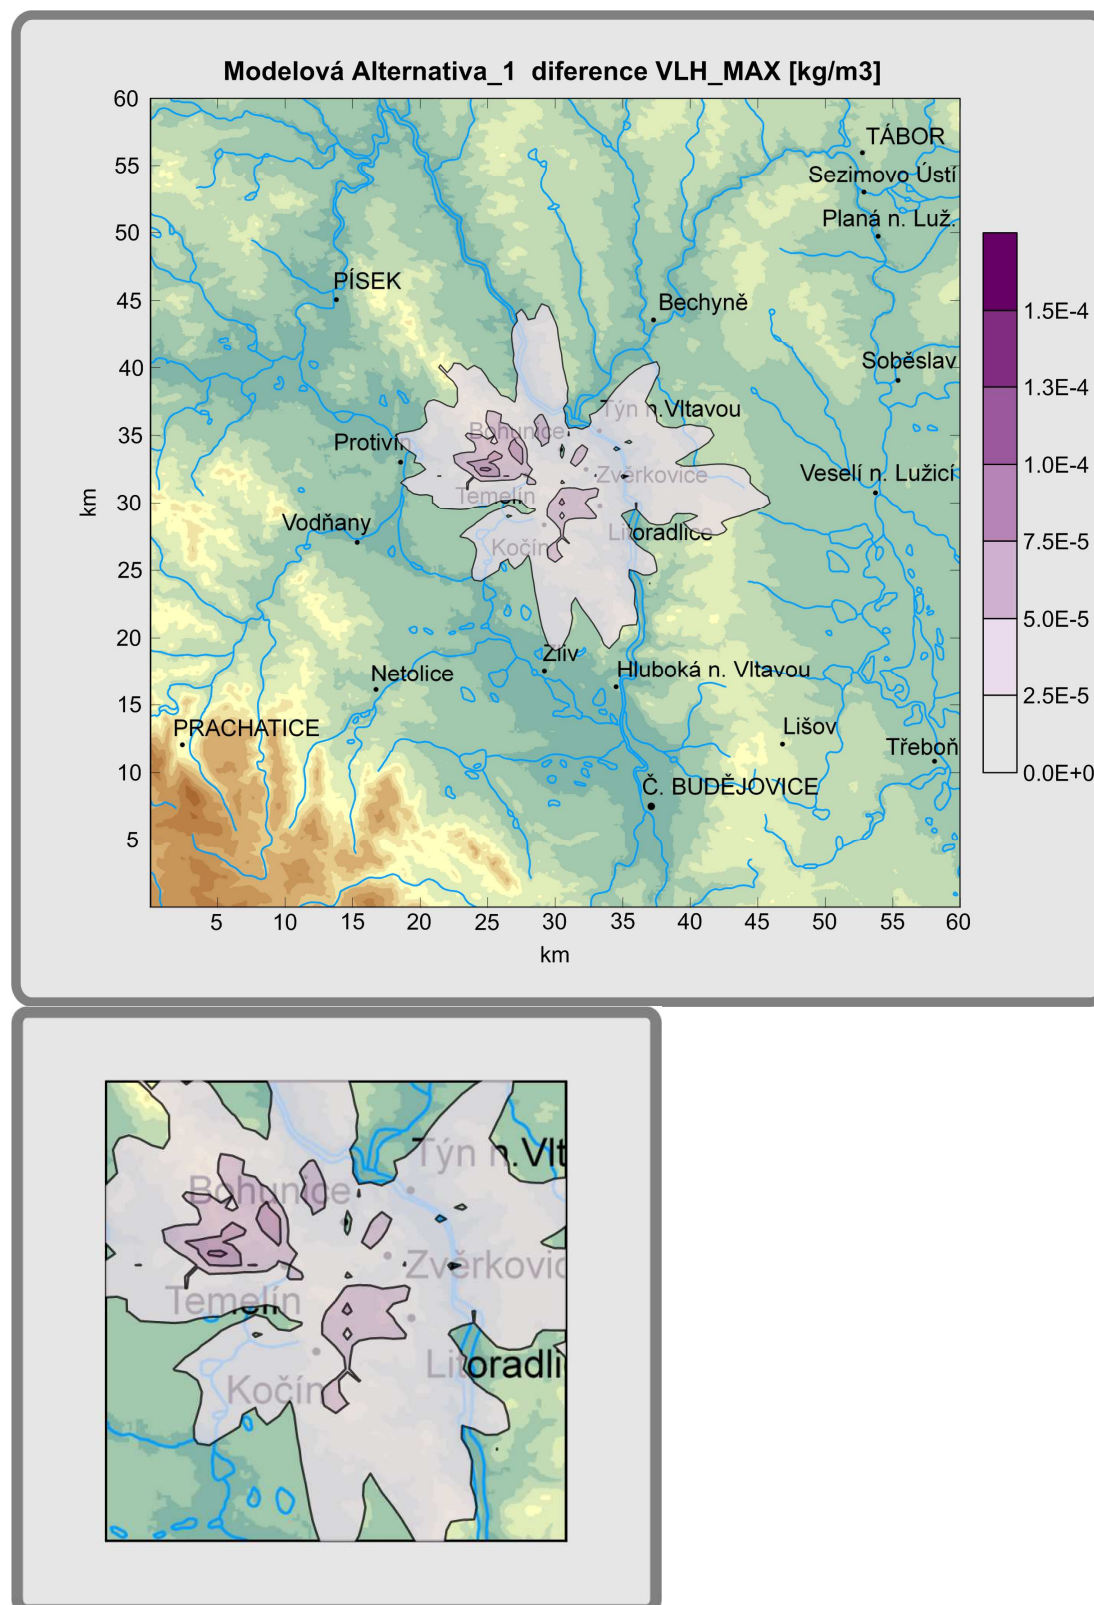 Modelová Alternativa_1 diference VLH_MAX [kg/m3]
60
TÁBOR
55
Sezimovo Ústí
50
Planá n. Luž.
PÍSEK
45
Bechyně
1.5E-4
40
Soběslav
1.3E-4
Týn n.Vltavou
35
Bohunice
Protivín
1.0E-4
Zvěrkovice
Veselí n. Lužicí
km
30
Temelín
Vodňany
Litoradlice
7.5E-5
Kočín
25
5.0E-5
20
Zliv
Netolice
Hluboká n. Vltavou
2.5E-5
15
PRACHATICE
Lišov
Třeboň
10
0.0E+0
Č. BUDĚJOVICE
5
5 10 15 20 25 30 35 40 45 50 55 60
km
Týn n.Vlt
Bohunice
Zvěrkovic
Temelín
Litoradli
Kočín